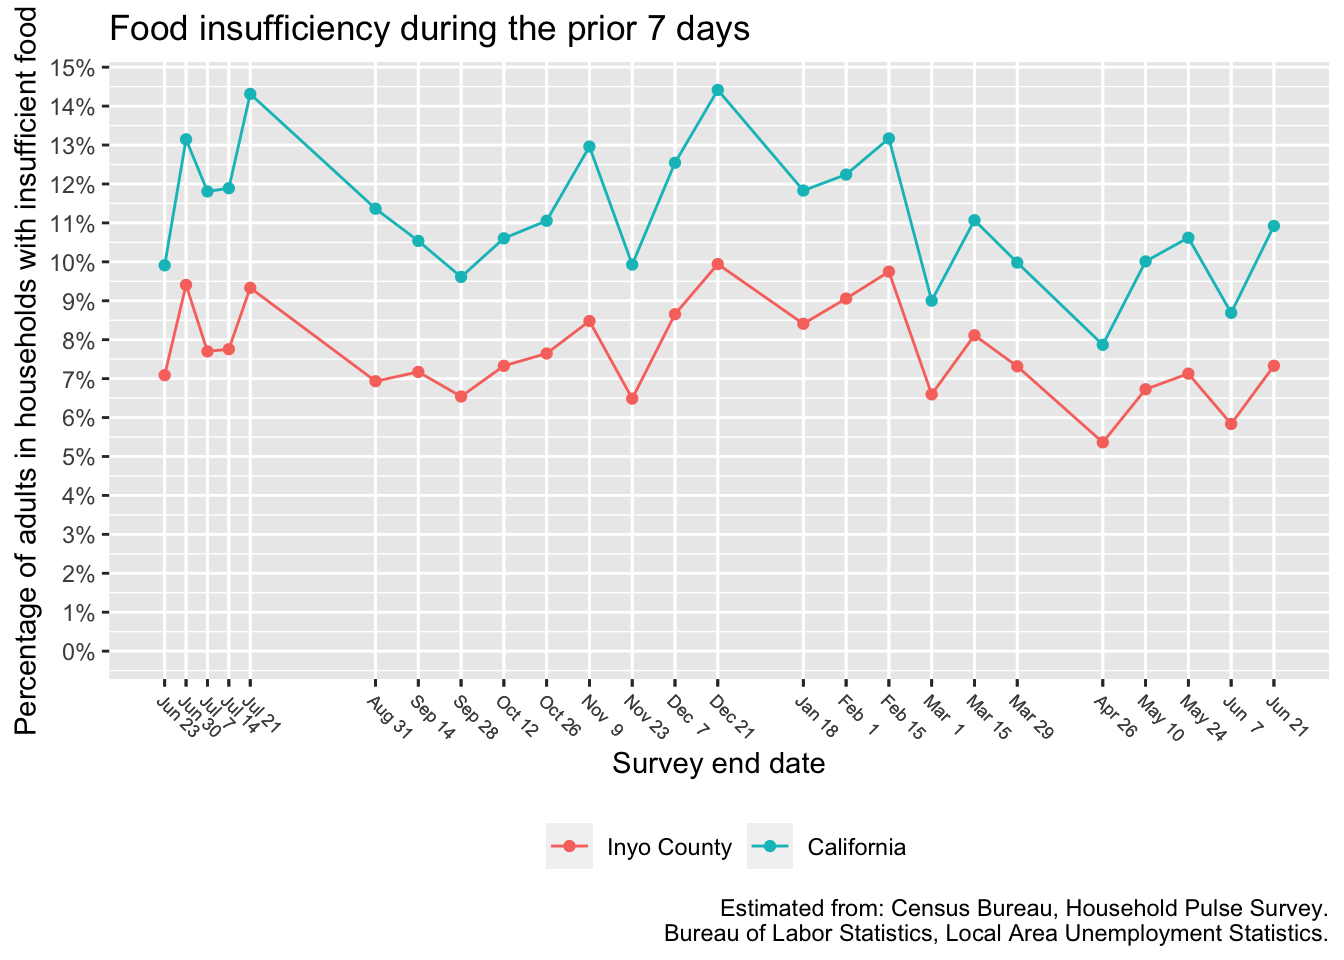 Food insufficiency during the prior 7 days
Percentage of adults in households with insufficient food
15%
14%
13%
12%
11%
10%
9%
8%
7%
6%
5%
4%
3%
2%
1%
0%
Jun 23
Jun 30
Jul 7
Jul 14
Jul 21
Aug 31
Sep 14
Sep 28
Oct 12
Oct 26
Nov 9
Nov 23
Dec 7
Dec 21
Jan 18
Feb 1
Feb 15
Mar 1
Mar 15
Mar 29
Apr 26
May 10
May 24
Jun 7
Jun 21
Survey end date
Inyo County
California
Estimated from: Census Bureau, Household Pulse Survey.
Bureau of Labor Statistics, Local Area Unemployment Statistics.